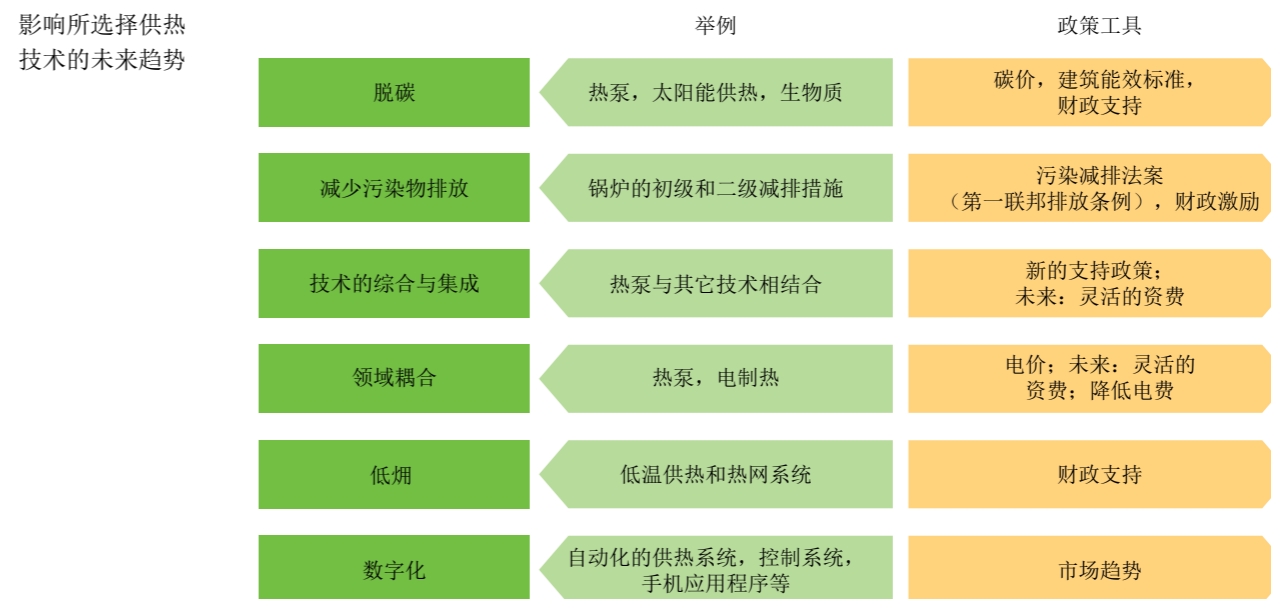 影响所选择供热
技术的未来趋势
举例
政策工具
脱碳
热泵，太阳能供热，生物质
碳价，建筑能效标准，
财政支持
减少污染物排放
锅炉的初级和二级减排措施
污染减排法案
（第一联邦排放条例），财政激励
技术的综合与集成
热泵与其它技术相结合
新的支持政策；
未来：灵活的资费
领域耦合
热泵，电制热
电价；未来：灵活的
资费；降低电费
低㶲
低温供热和热网系统
财政支持
数字化
自动化的供热系统，控制系统，
手机应用程序等
市场趋势